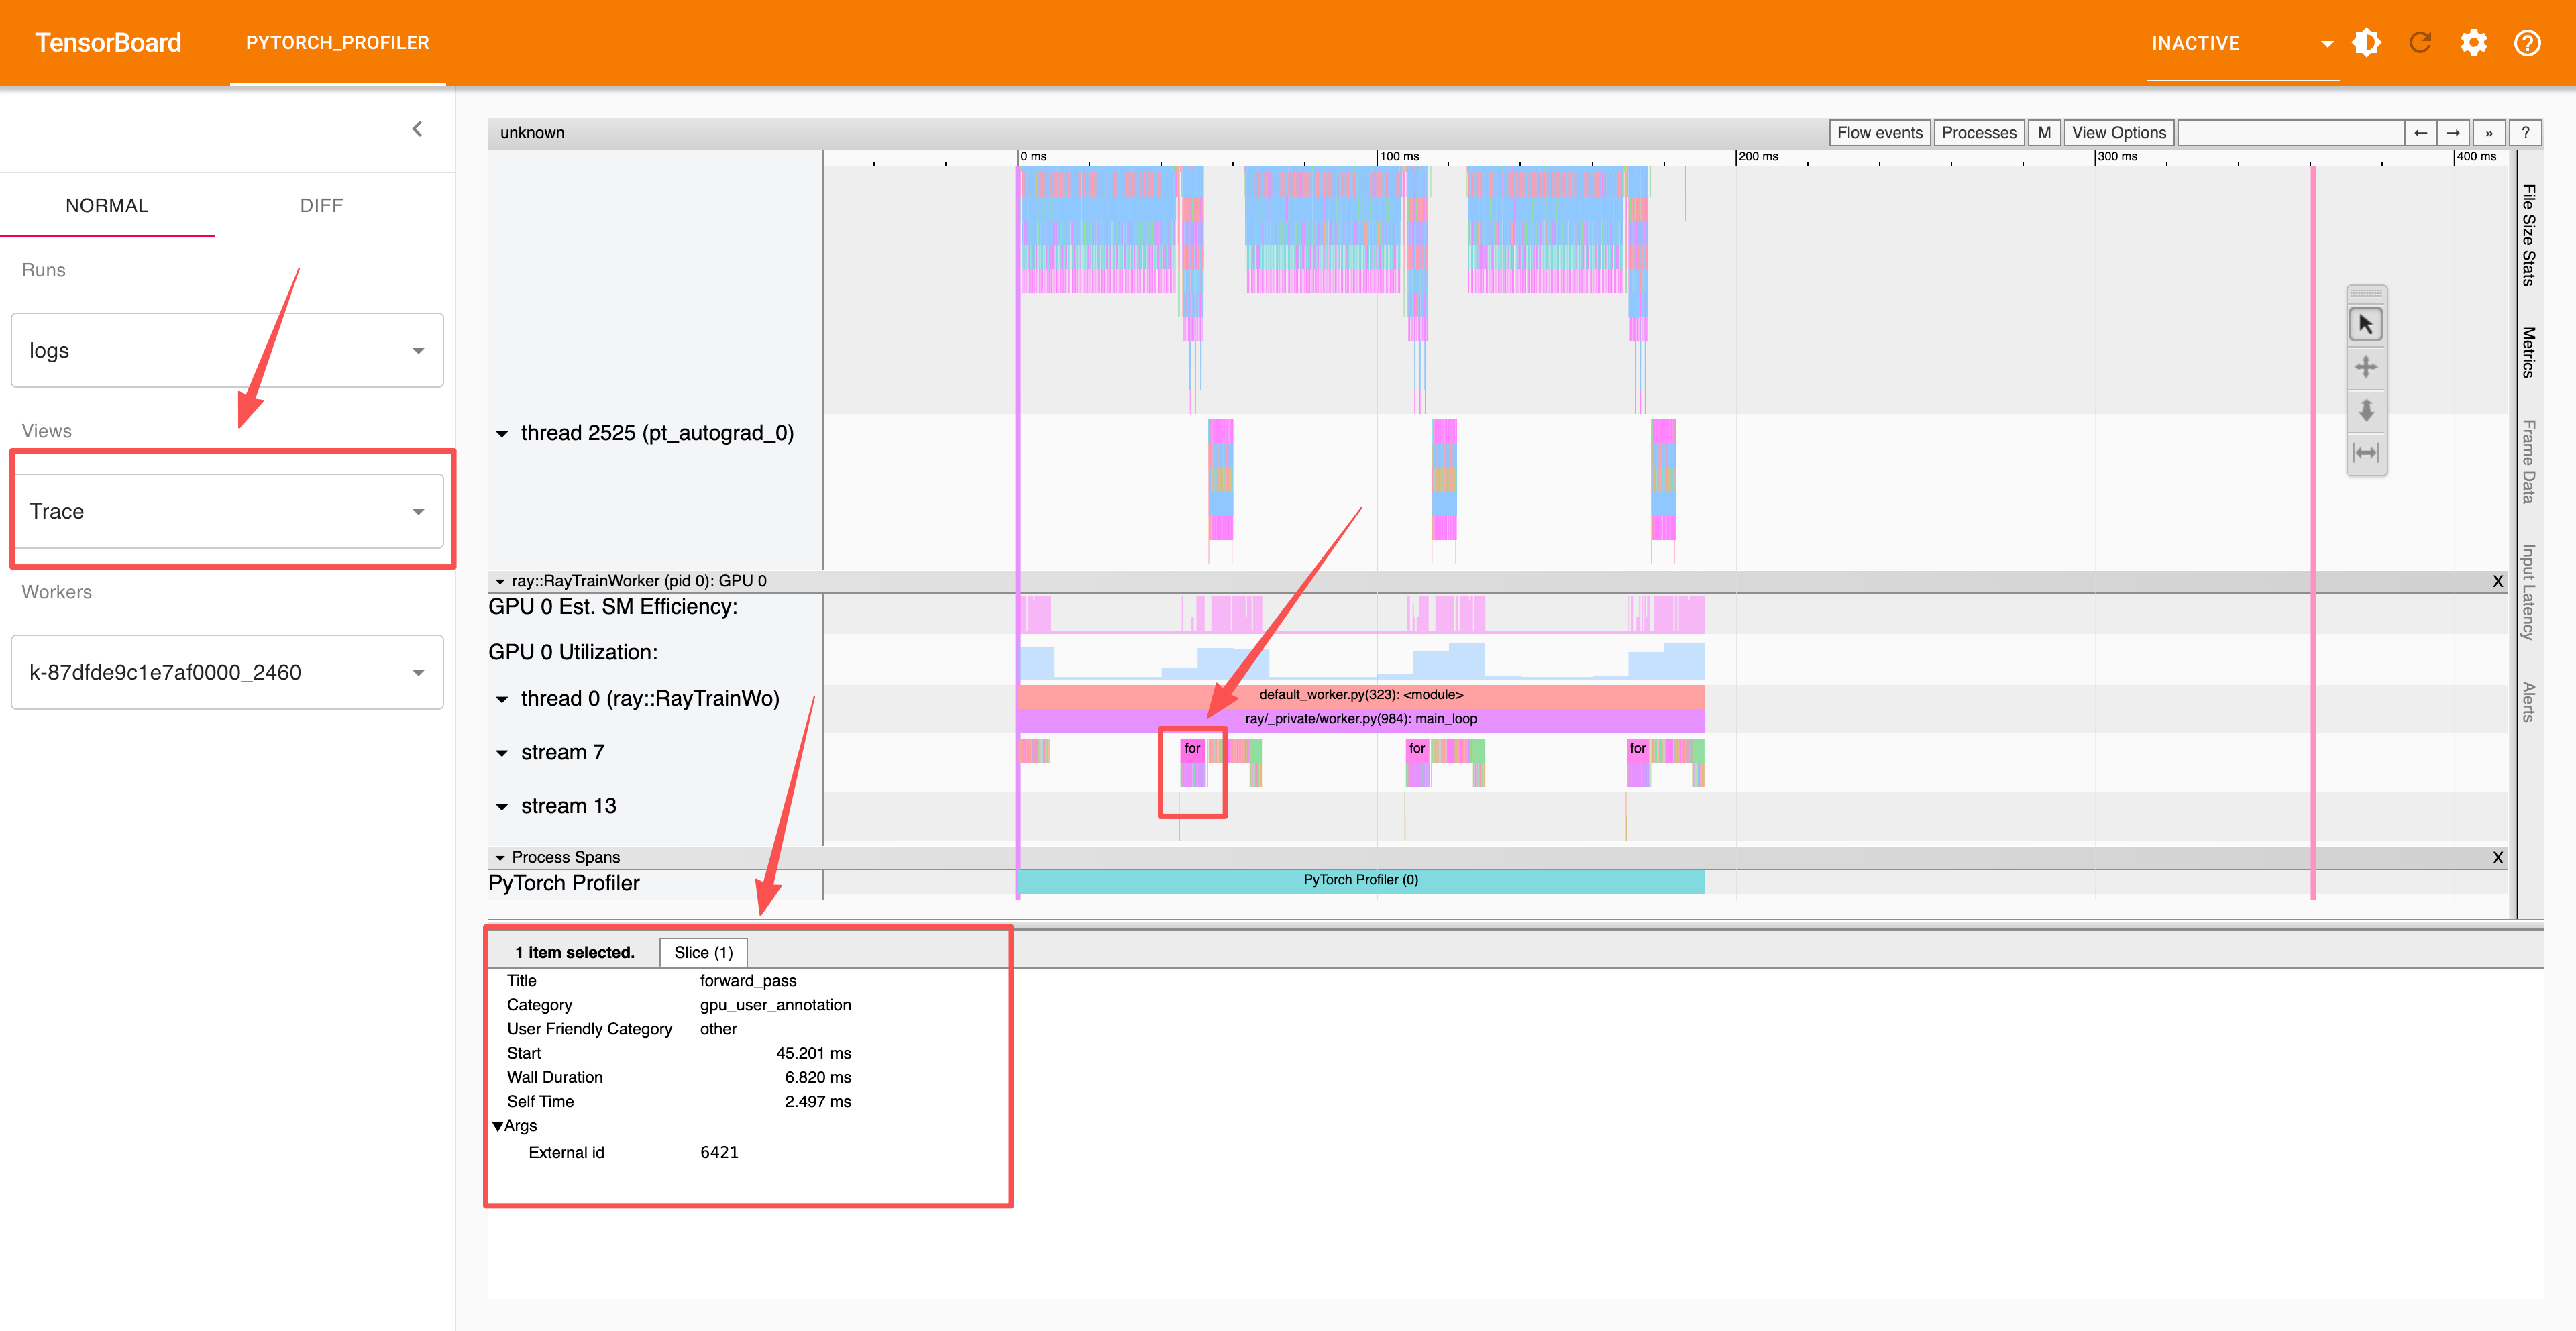 TensorBoard
PYTORCH_PROFILER
INACTIVE
NORMAL
DIFF
Runs
logs
Views
Trace
Workers
k-87dfde9c1e7af0000_2460
unknown
Flow events
Processes
M
View Options
←
→
»
?
0 ms
100 ms
200 ms
300 ms
400 ms
thread 2525 (pt_autograd_0)
ray::RayTrainWorker (pid 0): GPU 0
X
GPU 0 Est. SM Efficiency:
GPU 0 Utilization:
thread 0 (ray::RayTrainWo)
default_worker.py(323): <module>
ray/_private/worker.py(984): main_loop
stream 7
for
for
for
stream 13
Process Spans
X
PyTorch Profiler
PyTorch Profiler (0)
File Size Stats
Metrics
Frame Data
Input Latency
Alerts
1 item selected.
Slice (1)
Title forward_pass
Category gpu_user_annotation
User Friendly Category other
Start 45.201 ms
Wall Duration 6.820 ms
Self Time 2.497 ms
▼Args
External id 6421